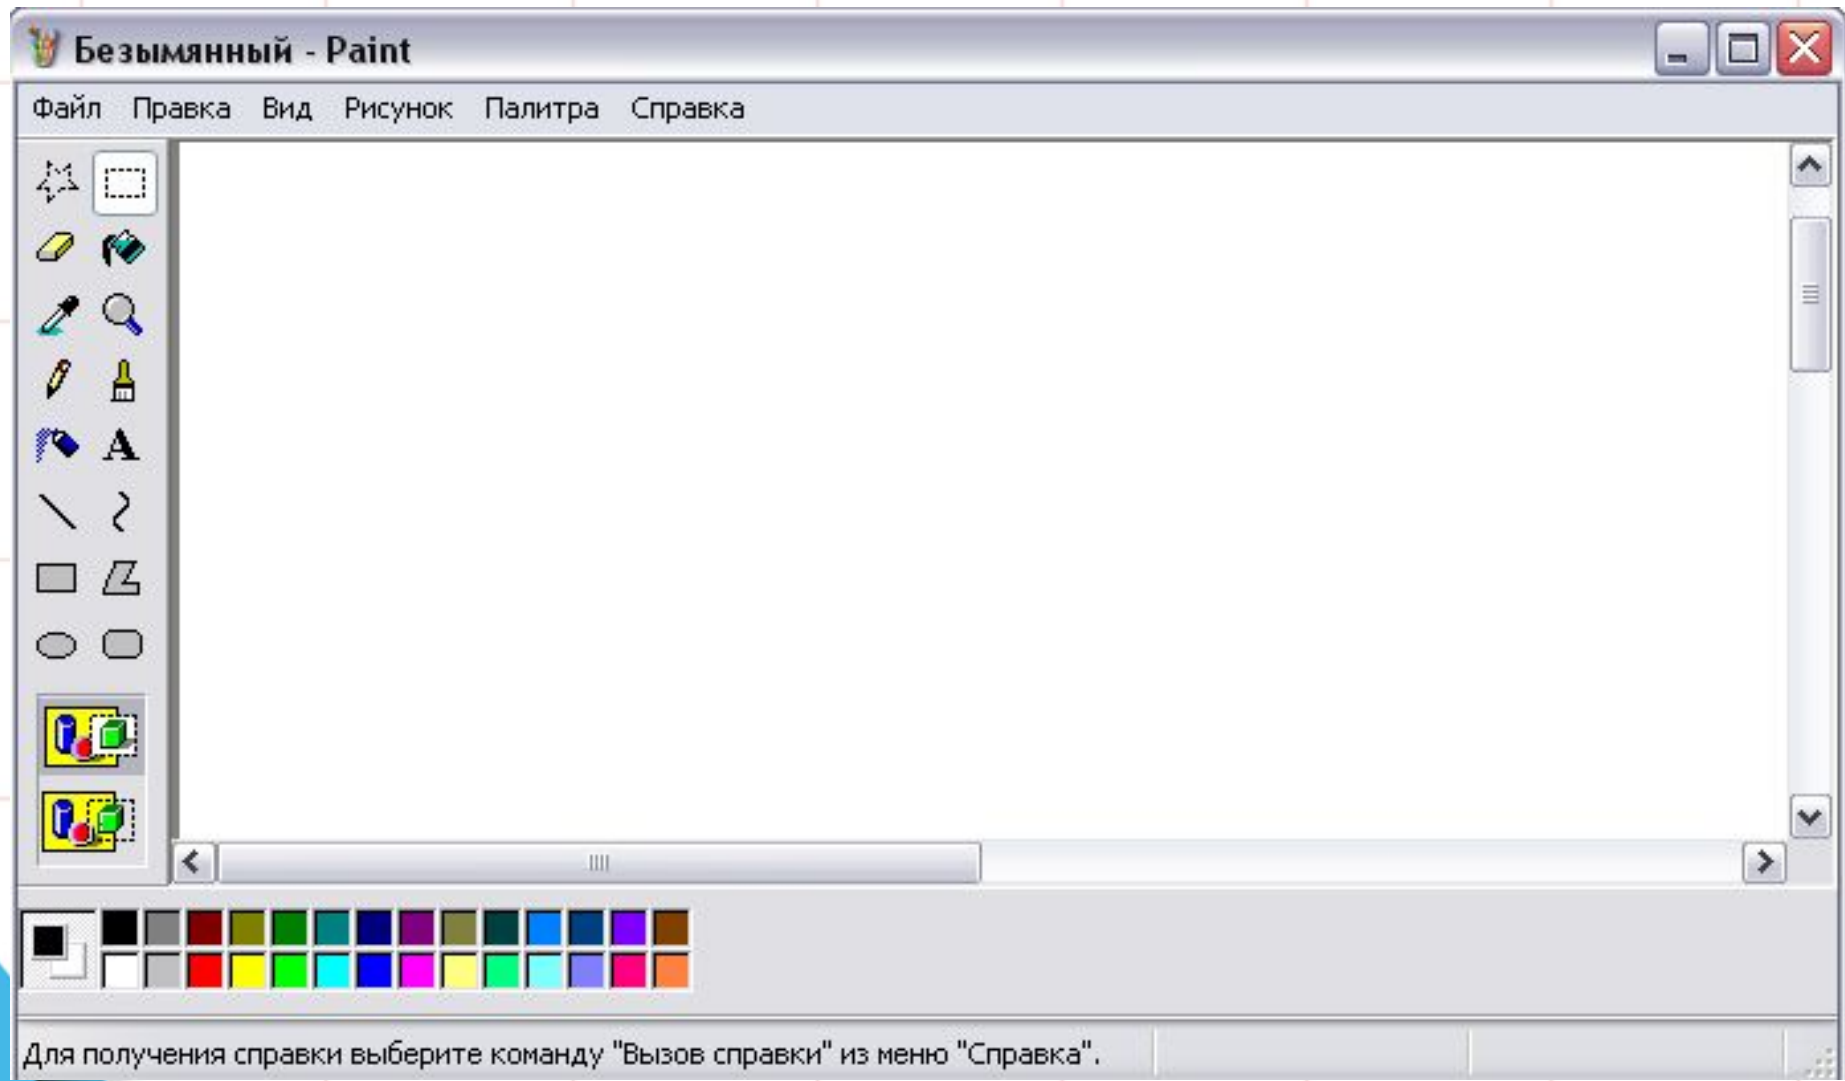 Безымянный - Paint
Файл Правка Вид Рисунок Палитра Справка
A
Для получения справки выберите команду "Вызов справки" из меню "Справка".